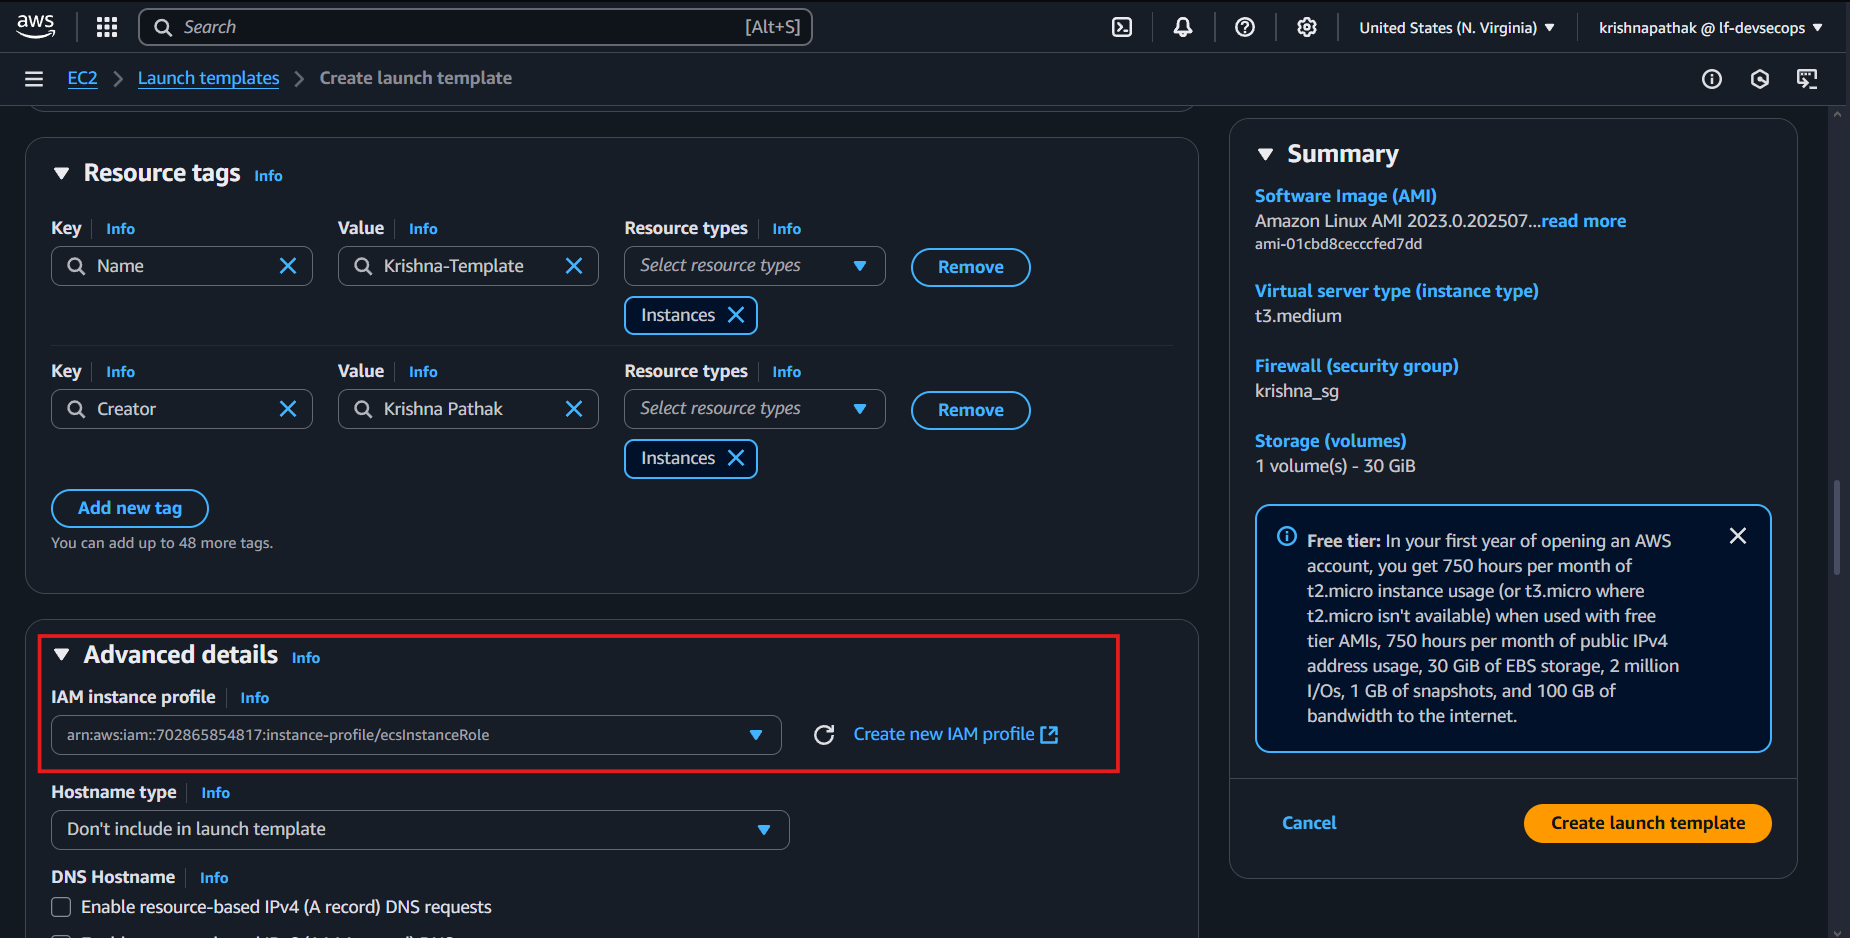 aws
Search [Alt+S]
United States (N. Virginia)
krishnapathak @ lf-devsecops
EC2 > Launch templates > Create launch template
Resource tags Info
Key Info Value Info Resource types Info
Name Krishna-Template Select resource types Remove
Instances
Key Info Value Info Resource types Info
Creator Krishna Pathak Select resource types Remove
Instances
Add new tag
You can add up to 48 more tags.
Advanced details Info
IAM instance profile Info
arn:aws:iam::702865854817:instance-profile/ecsInstanceRole
Create new IAM profile
Hostname type Info
Don't include in launch template
DNS Hostname Info
Enable resource-based IPv4 (A record) DNS requests
Summary
Software Image (AMI)
Amazon Linux AMI 2023.0.202507...read more
ami-01cbd8cecccfed7dd
Virtual server type (instance type)
t3.medium
Firewall (security group)
krishna_sg
Storage (volumes)
1 volume(s) - 30 GiB
Free tier: In your first year of opening an AWS
account, you get 750 hours per month of
t2.micro instance usage (or t3.micro where
t2.micro isn't available) when used with free
tier AMIs, 750 hours per month of public IPv4
address usage, 30 GiB of EBS storage, 2 million
I/Os, 1 GB of snapshots, and 100 GB of
bandwidth to the internet.
Cancel
Create launch template